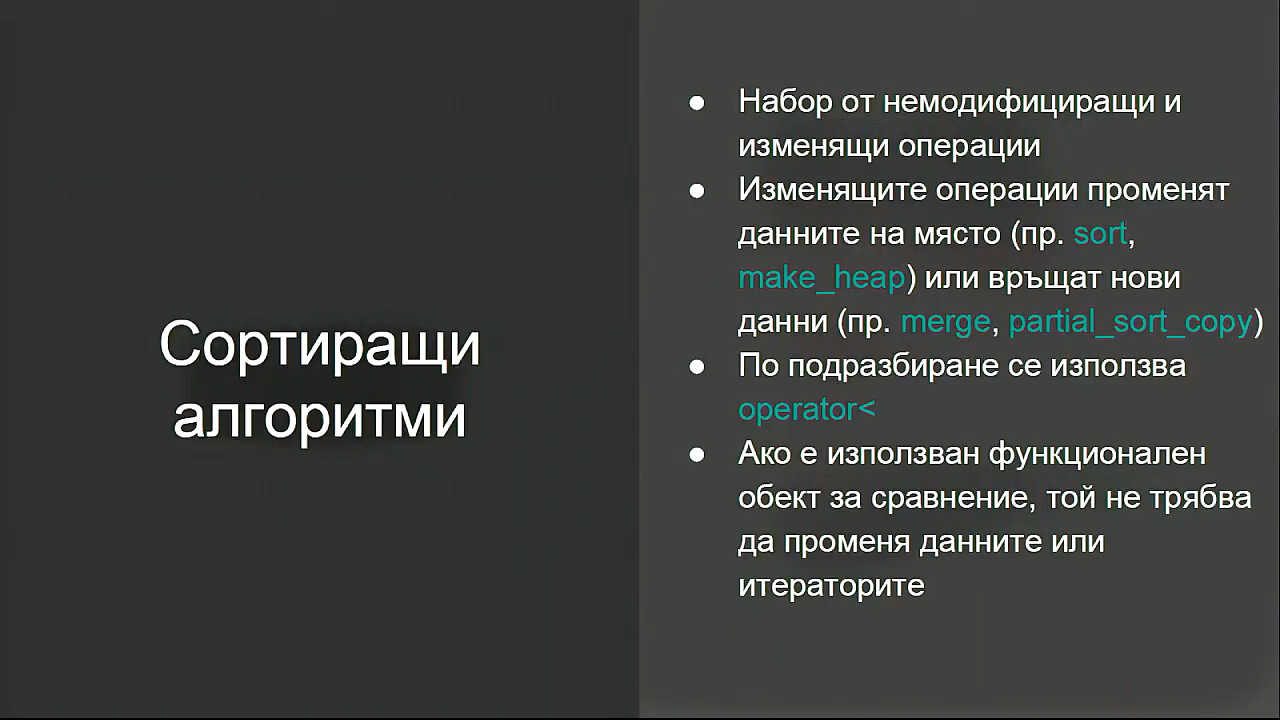 Сортиращи
алгоритми
● Набор от немодифициращи и
изменящи операции
● Изменящите операции променят
данните на място (пр. sort,
make_heap) или връщат нови
данни (пр. merge, partial_sort_copy)
● По подразбиране се използва
operator<
● Ако е използван функционален
обект за сравнение, той не трябва
да променя данните или
итераторите